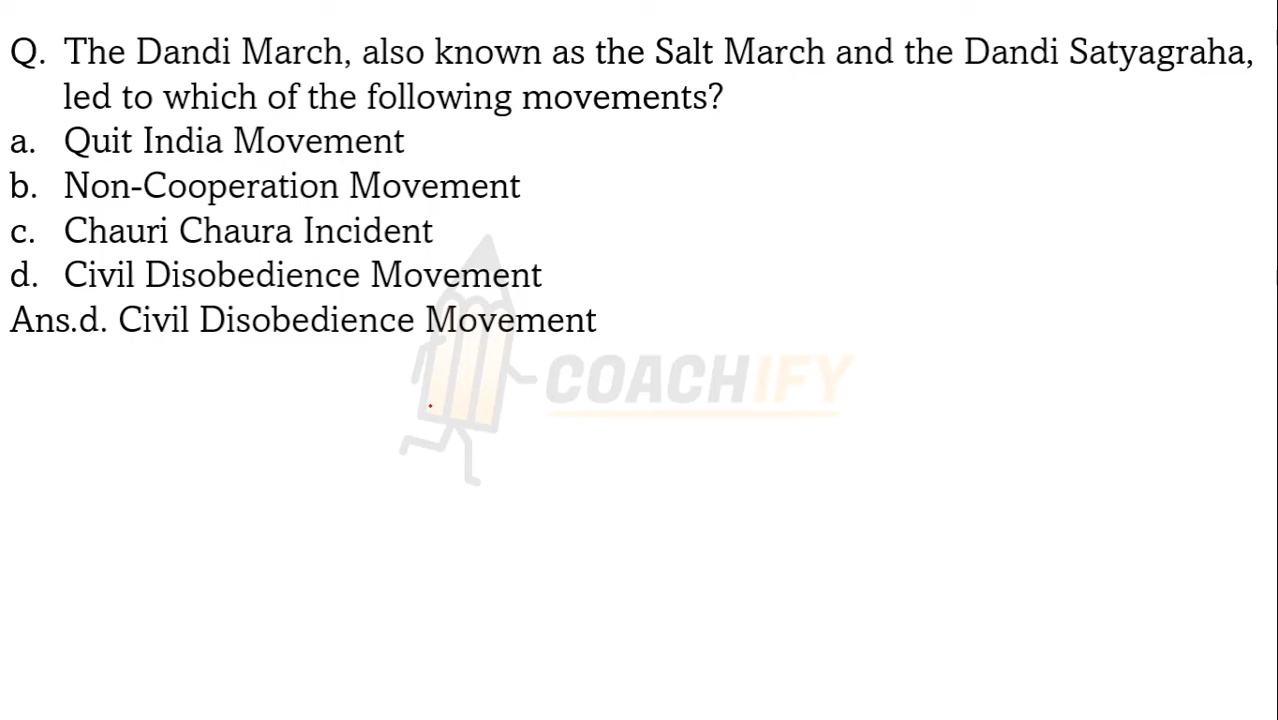 Q. The Dandi March, also known as the Salt March and the Dandi Satyagraha,
led to which of the following movements?
a. Quit India Movement
b. Non-Cooperation Movement
c. Chauri Chaura Incident
d. Civil Disobedience Movement
Ans.d. Civil Disobedience Movement
COACHIFY